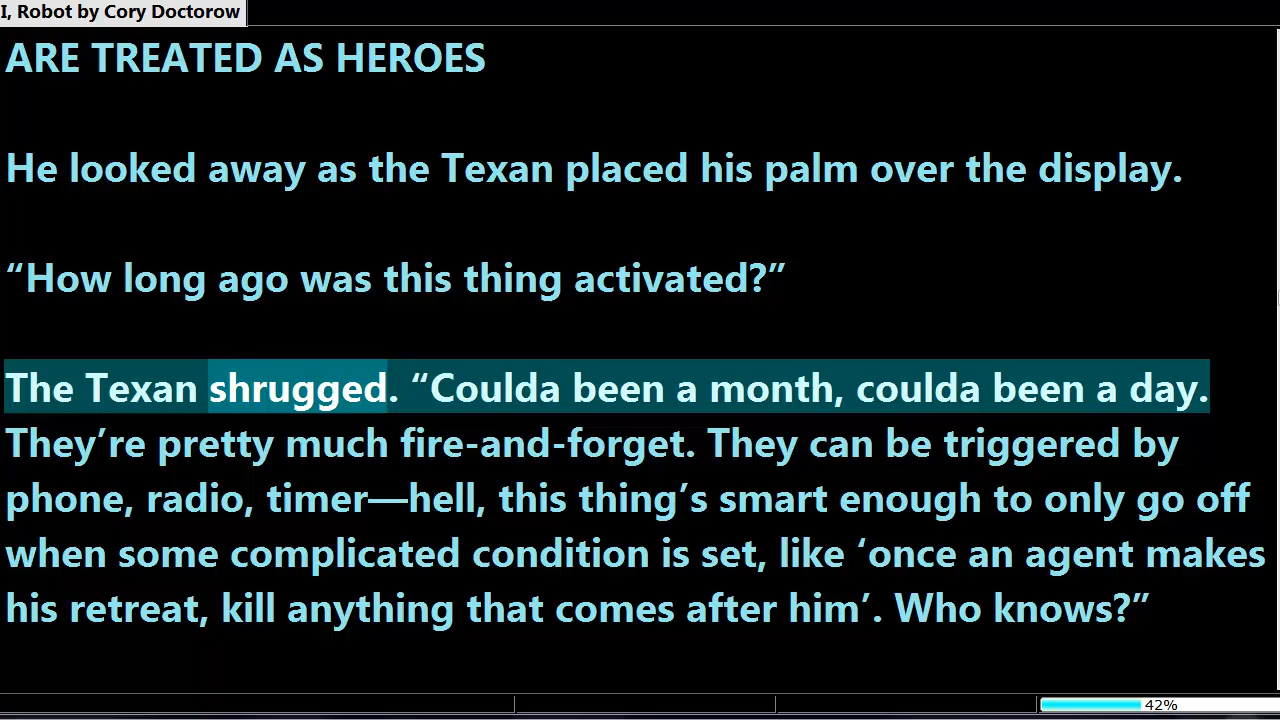 I, Robot by Cory Doctorow
ARE TREATED AS HEROES
He looked away as the Texan placed his palm over the display.
“How long ago was this thing activated?”
The Texan shrugged. “Coulda been a month, coulda been a day.
They’re pretty much fire-and-forget. They can be triggered by
phone, radio, timer—hell, this thing’s smart enough to only go off
when some complicated condition is set, like ‘once an agent makes
his retreat, kill anything that comes after him’. Who knows?”
42%